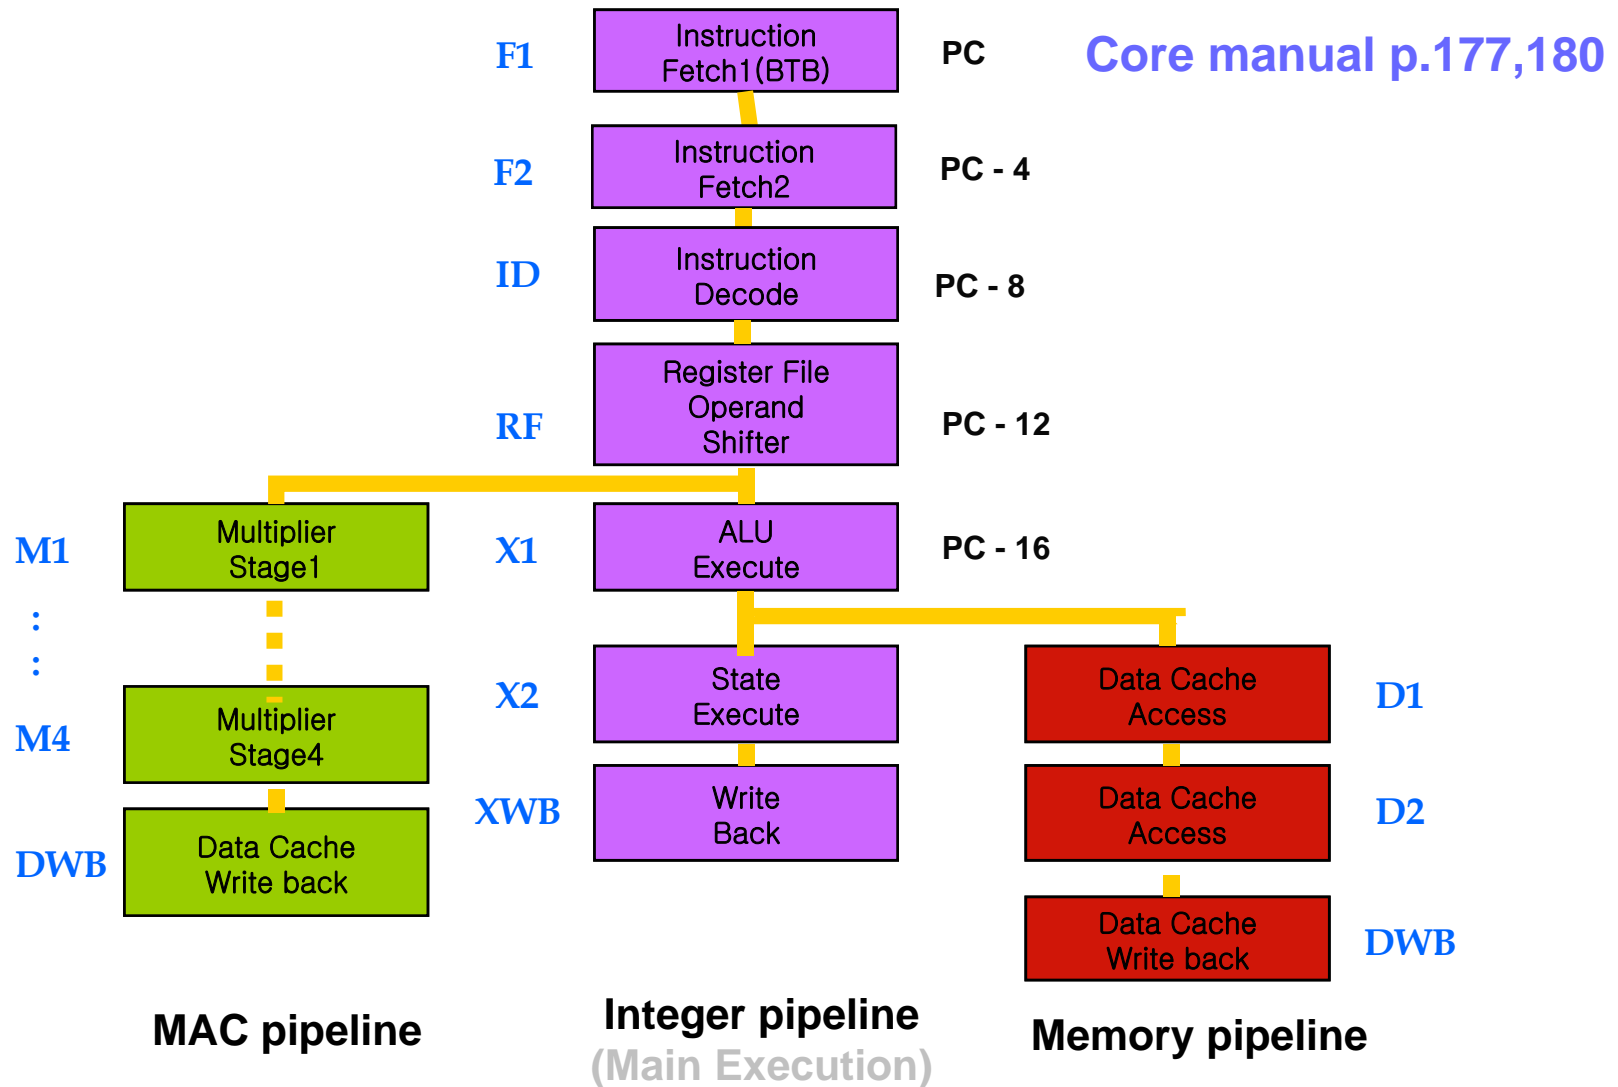 F1
Instruction
Fetch1(BTB)
PC
Core manual p.177,180
F2
Instruction
Fetch2
PC - 4
ID
Instruction
Decode
PC - 8
RF
Register File
Operand
Shifter
PC - 12
M1
Multiplier
Stage1
X1
ALU
Execute
PC - 16
:
:
M4
Multiplier
Stage4
X2
State
Execute
Data Cache
Access
D1
DWB
Data Cache
Write back
XWB
Write
Back
Data Cache
Access
D2
Data Cache
Write back
DWB
MAC pipeline
Integer pipeline
(Main Execution)
Memory pipeline